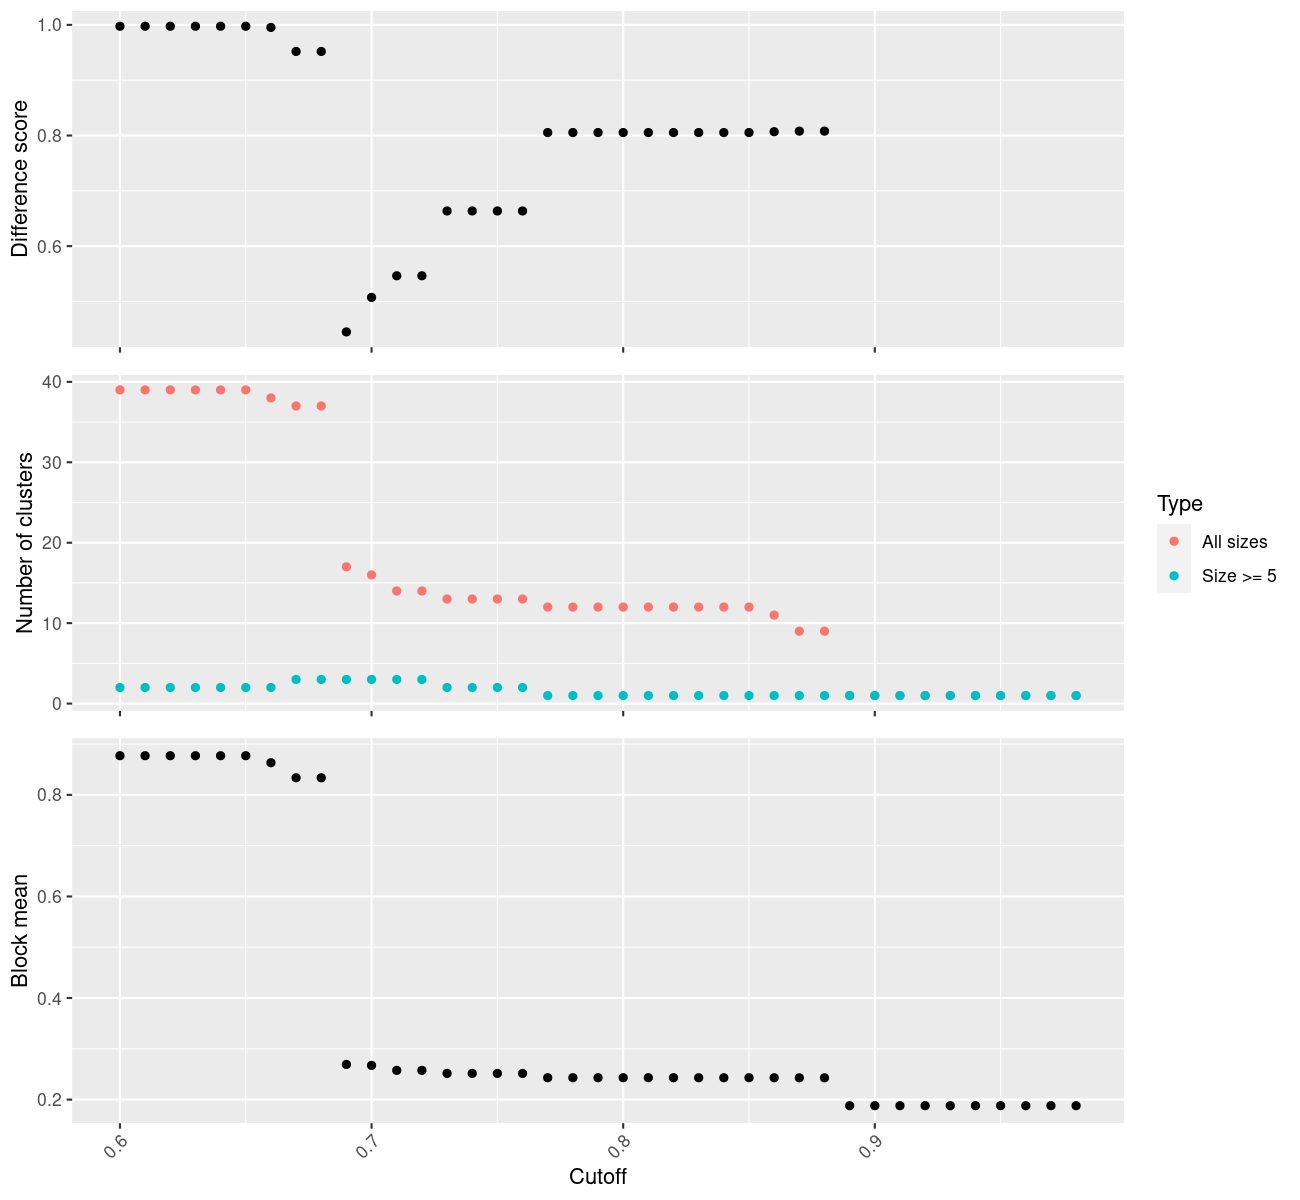 1.0
0.8
0.6
Difference score
40
30
20
10
0
Number of clusters
Type
All sizes
Size >= 5
0.8
0.6
0.4
0.2
Block mean
0.6
0.7
0.8
0.9
Cutoff